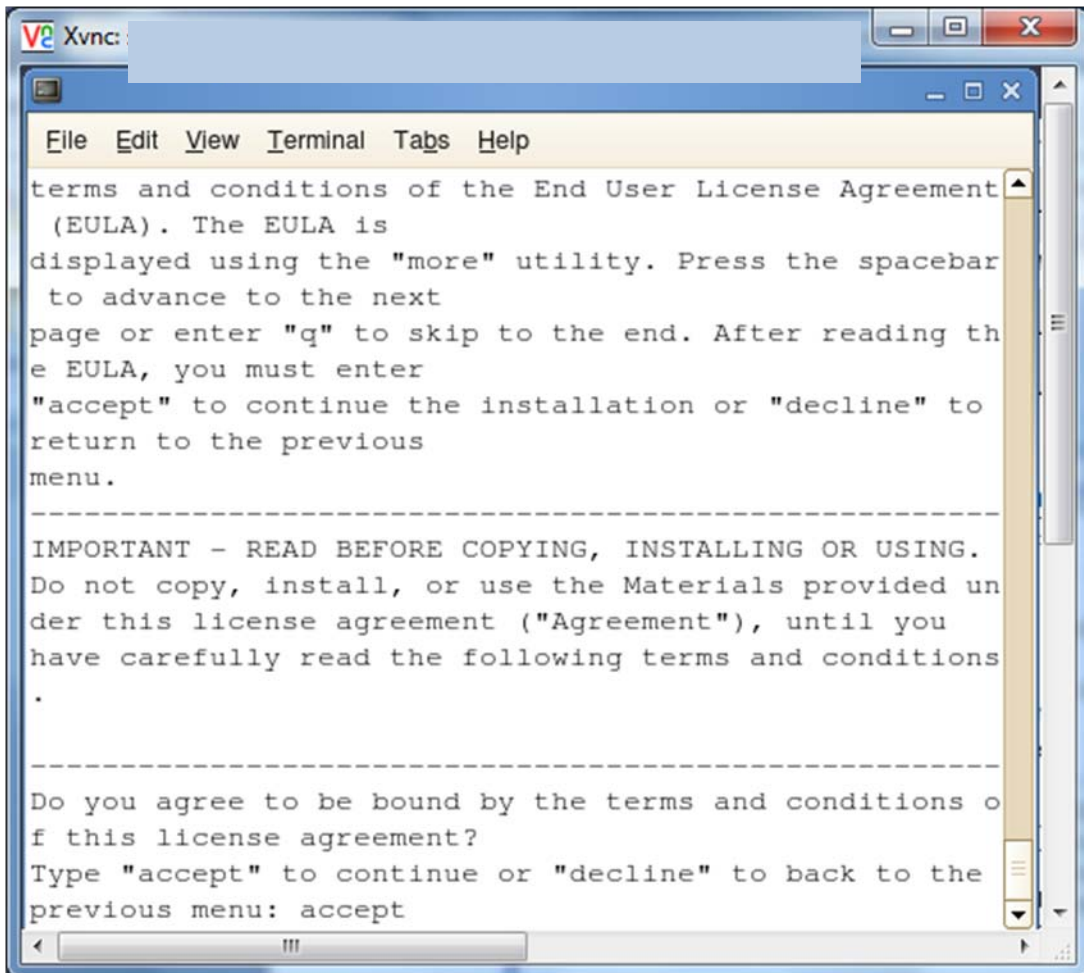 Xvnc:
File Edit View Terminal Tabs Help
terms and conditions of the End User License Agreement
(EULA). The EULA is
displayed using the "more" utility. Press the spacebar
to advance to the next
page or enter "q" to skip to the end. After reading th
e EULA, you must enter
"accept" to continue the installation or "decline" to
return to the previous
menu.
------------------------------------------------------
IMPORTANT - READ BEFORE COPYING, INSTALLING OR USING.
Do not copy, install, or use the Materials provided un
der this license agreement ("Agreement"), until you
have carefully read the following terms and conditions
.
------------------------------------------------------
Do you agree to be bound by the terms and conditions o
f this license agreement?
Type "accept" to continue or "decline" to back to the
previous menu: accept